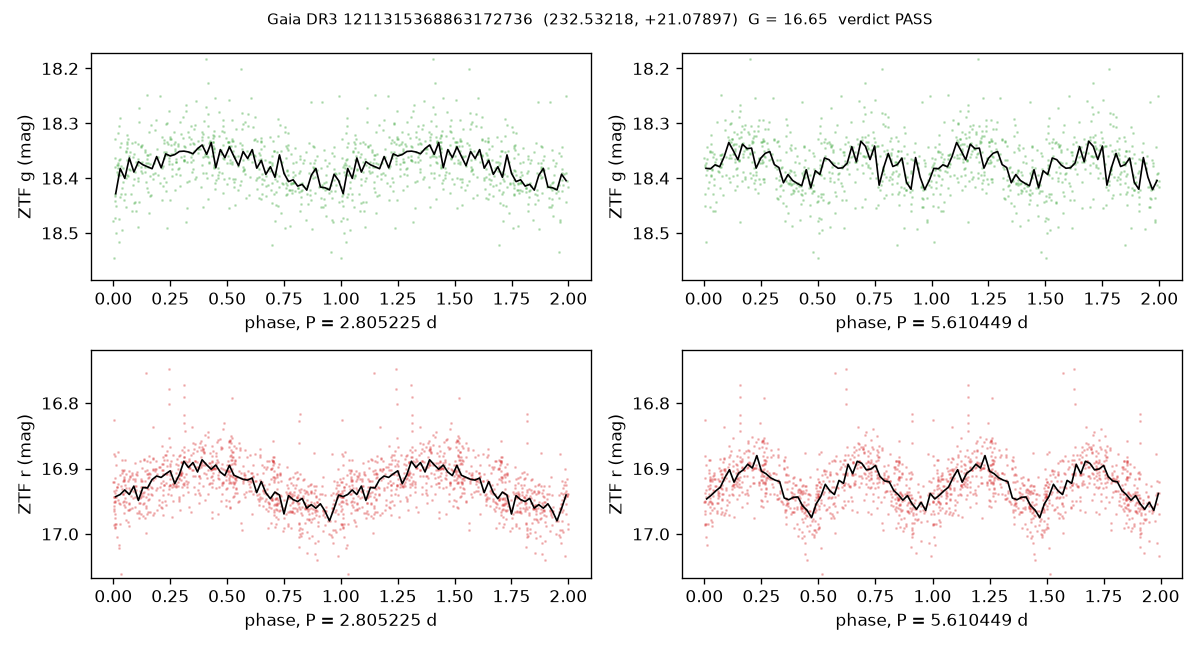 Gaia DR3 1211315368863172736  (232.53218, +21.07897)  G = 16.65  verdict PASS
ZTF g (mag)
18.2
18.3
18.4
18.5
0.00 0.25 0.50 0.75 1.00 1.25 1.50 1.75 2.00
phase, P = 2.805225 d
ZTF g (mag)
18.2
18.3
18.4
18.5
0.00 0.25 0.50 0.75 1.00 1.25 1.50 1.75 2.00
phase, P = 5.610449 d
ZTF r (mag)
16.8
16.9
17.0
0.00 0.25 0.50 0.75 1.00 1.25 1.50 1.75 2.00
phase, P = 2.805225 d
ZTF r (mag)
16.8
16.9
17.0
0.00 0.25 0.50 0.75 1.00 1.25 1.50 1.75 2.00
phase, P = 5.610449 d